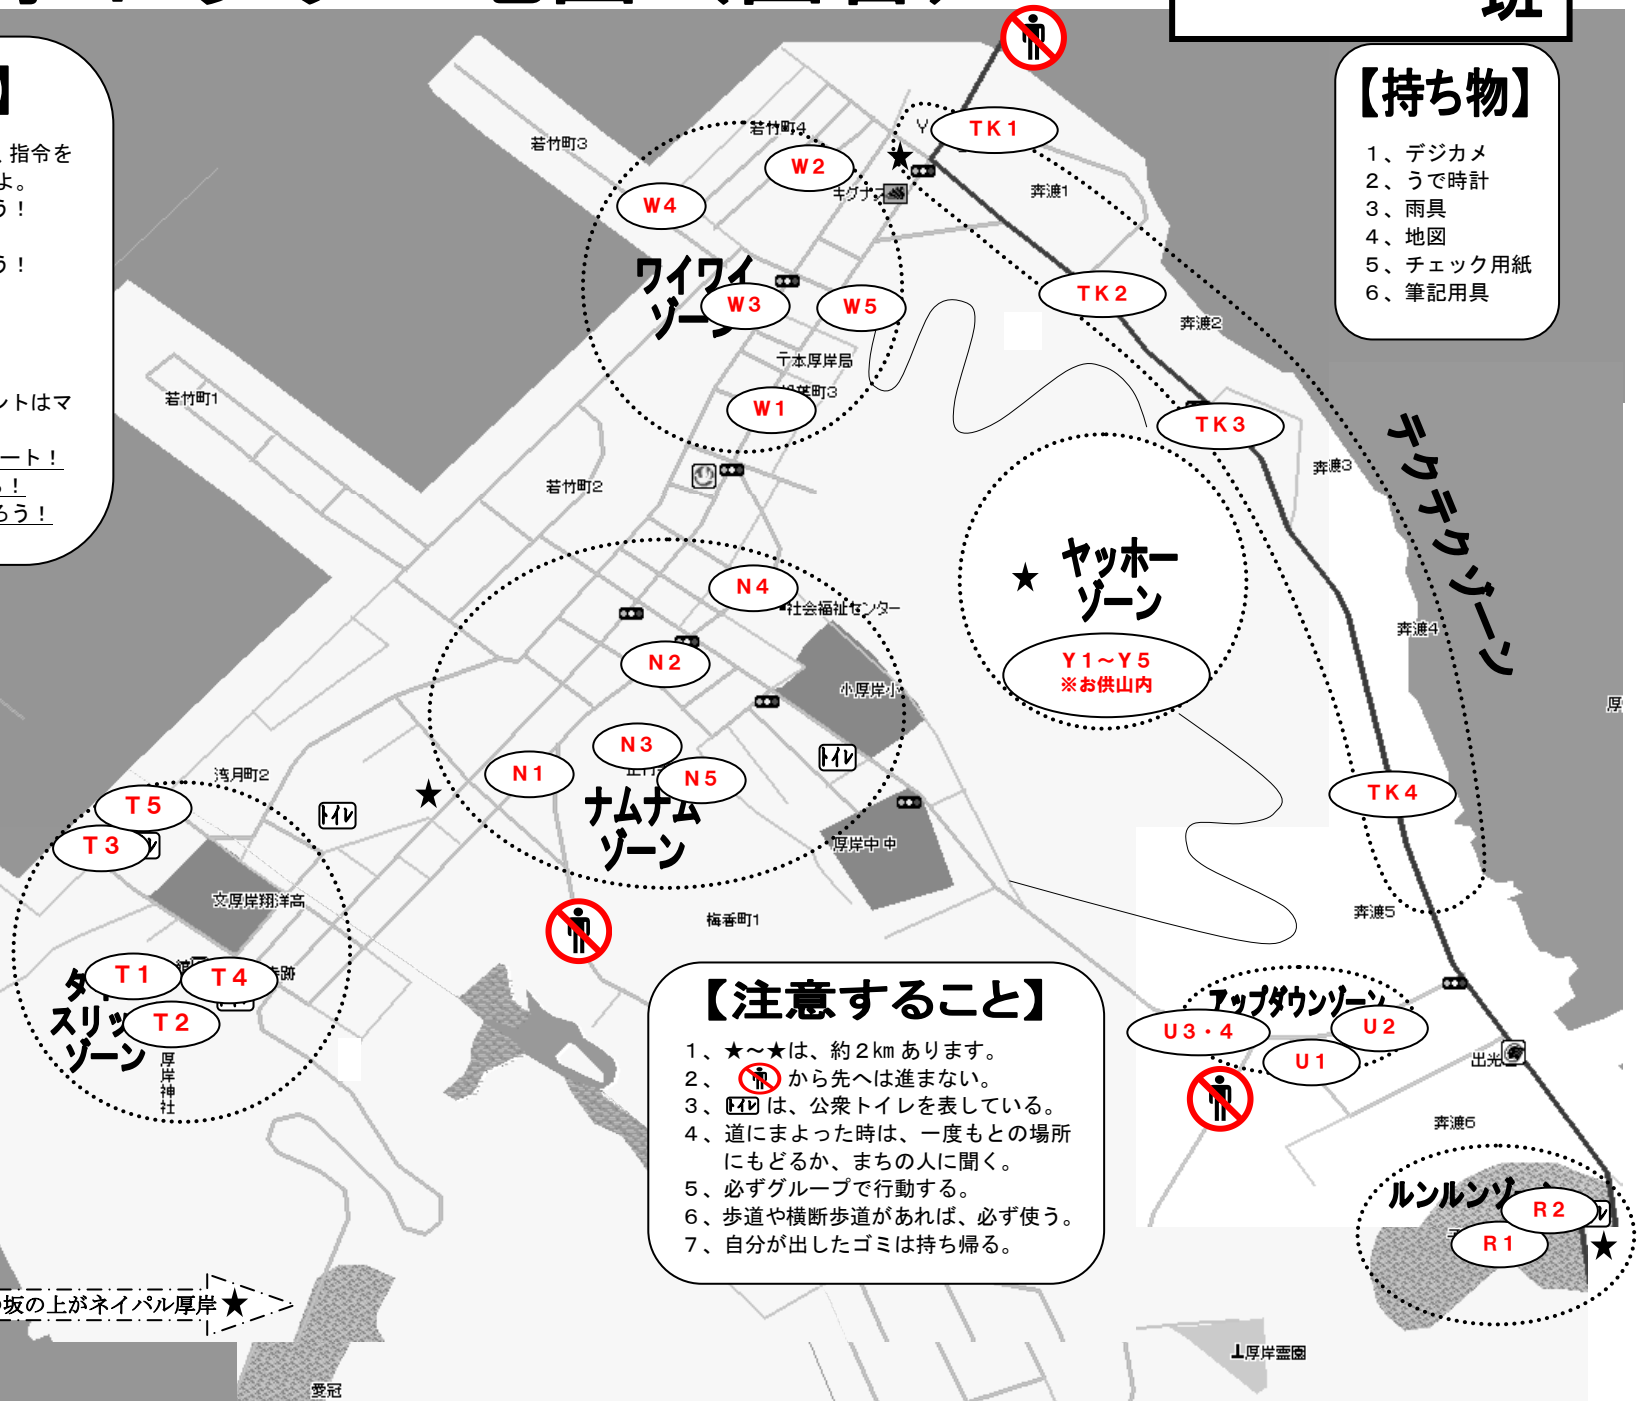 班
】
【持ち物】
1、デジカメ
2、うで時計
3、雨具
4、地図
5、チェック用紙
6、筆記用具
、指令を
よ。
う！
う！
ントはマ
ート！
ら！
ろう！
若竹町3
若竹町4
TK1
W2
W4
キグナス
奔渡1
ワイワイ
ゾーン
W3
W5
TK2
奔渡2
〒本厚岸局
若竹町1
W1
TK3
テクテクゾーン
奔渡3
若竹町2
ヤッホー
ゾーン
N4
社会福祉センター
奔渡4
N2
Y1～Y5
※お供山内
小厚岸小
厚
N3
N1
N5
トイレ
ナムナム
ゾーン
湾月町2
T5
トイレ
T3
TK4
厚岸中中
文厚岸翔洋高
梅香町1
奔渡5
T1
T4
寺跡
T2
スリッ
ゾーン
厚岸神社
アップダウンゾーン
U3・4
U2
U1
出光
奔渡6
【注意すること】
1、★～★は、約2㎞あります。
2、から先へは進まない。
3、トイレは、公衆トイレを表している。
4、道にまよった時は、一度もとの場所
にもどるか、まちの人に聞く。
5、必ずグループで行動する。
6、歩道や横断歩道があれば、必ず使う。
7、自分が出したゴミは持ち帰る。
ルンルンゾーン
R2
R1
坂の上がネイパル厚岸★
厚岸霊園
愛冠